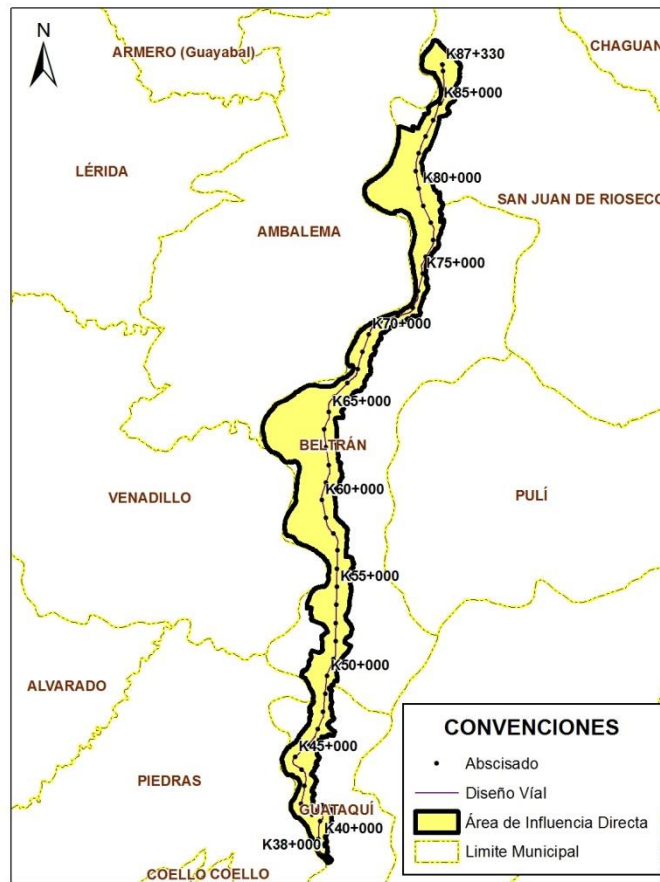 N
ARMERO (Guayabal)
CHAGUAN
K87+330
K85+000
LÉRIDA
K80+000
SAN JUAN DE RIOSECO
AMBALEMA
K75+000
K70+000
K65+000
BELTRÁN
K60+000
VENADILLO
PULÍ
K55+000
K50+000
ALVARADO
K45+000
PIEDRAS
GUATAQUÍ
K40+000
K38+000
COELLO COELLO
CONVENCIONES
Abscisado
Diseño Víal
Área de Influencia Directa
Limite Municipal